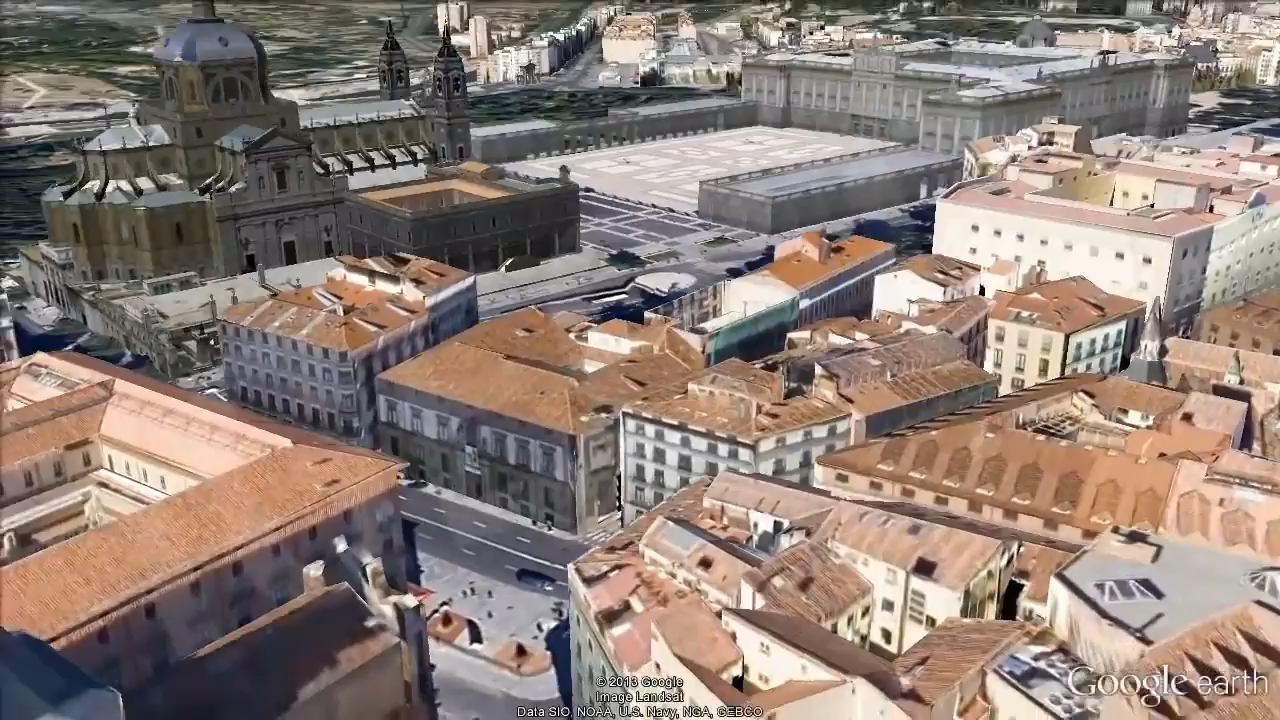 © 2013 Google
Image Landsat
Data SIO, NOAA, U.S. Navy, NGA, GEBCO
Google earth